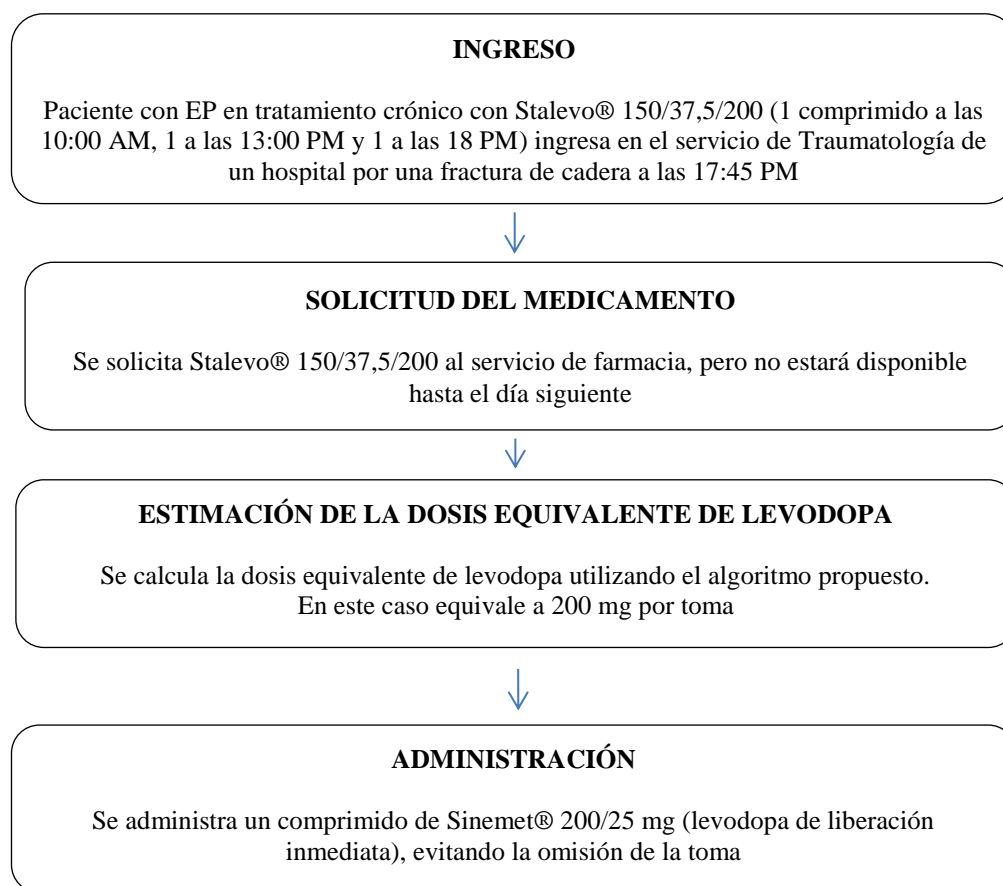 INGRESO
Paciente con EP en tratamiento crónico con Stalevo® 150/37,5/200 (1 comprimido a las
10:00 AM, 1 a las 13:00 PM y 1 a las 18 PM) ingresa en el servicio de Traumatología de
un hospital por una fractura de cadera a las 17:45 PM
SOLICITUD DEL MEDICAMENTO
Se solicita Stalevo® 150/37,5/200 al servicio de farmacia, pero no estará disponible
hasta el día siguiente
ESTIMACIÓN DE LA DOSIS EQUIVALENTE DE LEVODOPA
Se calcula la dosis equivalente de levodopa utilizando el algoritmo propuesto.
En este caso equivale a 200 mg por toma
ADMINISTRACIÓN
Se administra un comprimido de Sinemet® 200/25 mg (levodopa de liberación
inmediata), evitando la omisión de la toma